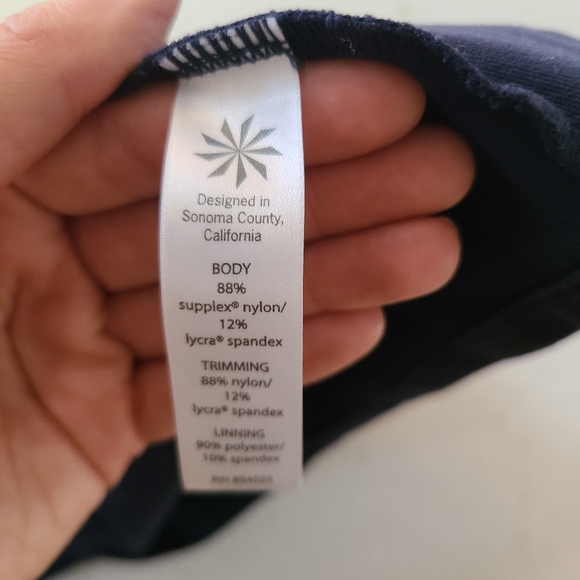 Designed in
Sonoma County,
California
BODY
88%
supplex® nylon/
12%
lycra® spandex
TRIMMING
88% nylon/
12%
lycra® spandex
LINNING
90% polyester/
10% spandex